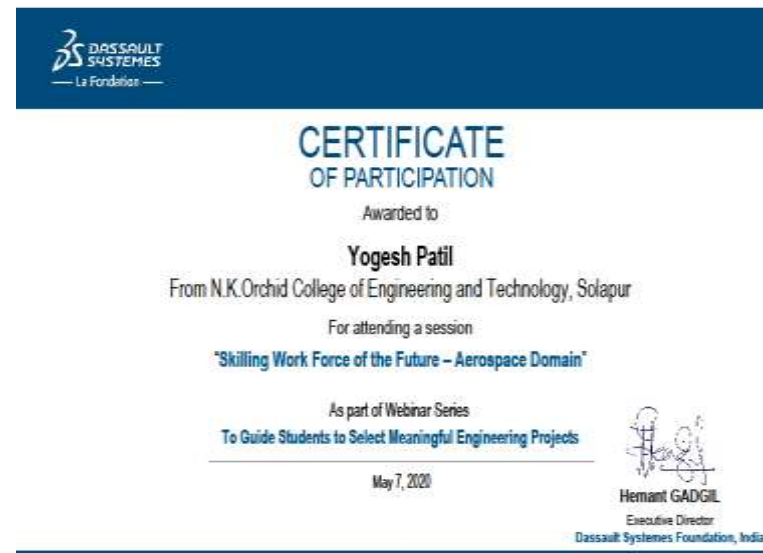 DASSAULT
SYSTEMES
La Fondation
CERTIFICATE
OF PARTICIPATION
Awarded to
Yogesh Patil
From N.K.Orchid College of Engineering and Technology, Solapur
For attending a session
"Skilling Work Force of the Future – Aerospace Domain"
As part of Webinar Series
To Guide Students to Select Meaningful Engineering Projects
May 7, 2020
Hemant GADGIL
Executive Director
Dassault Systemes Foundation, India